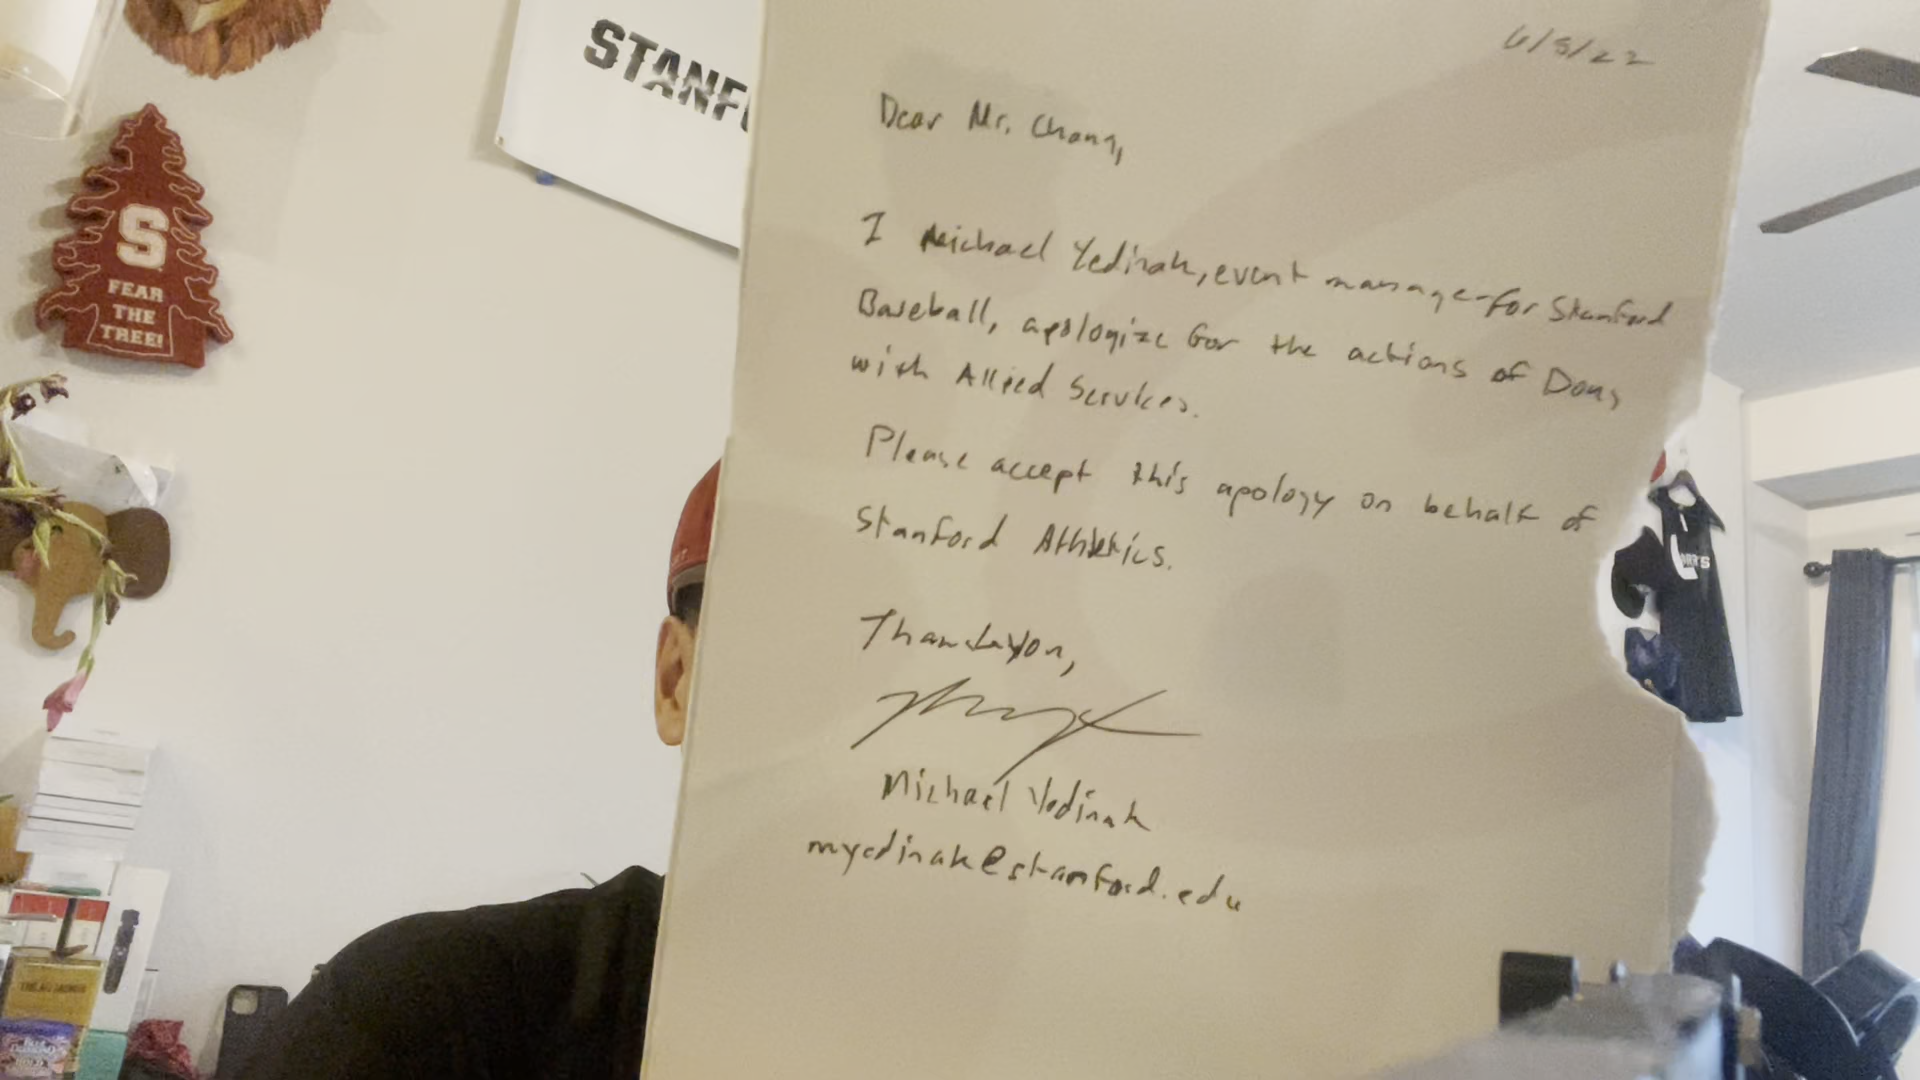 STANF
S
FEAR
THE
TREE!
6/5/22
Dear Mr. Chang,
I Michael Yedinak, event manager for Stanford
Baseball, apologize for the actions of Doug
with Allied Services.
Please accept this apology on behalf of
Stanford Athletics.
Thank you,
Michael Yedinak
myedinak@stanford.edu